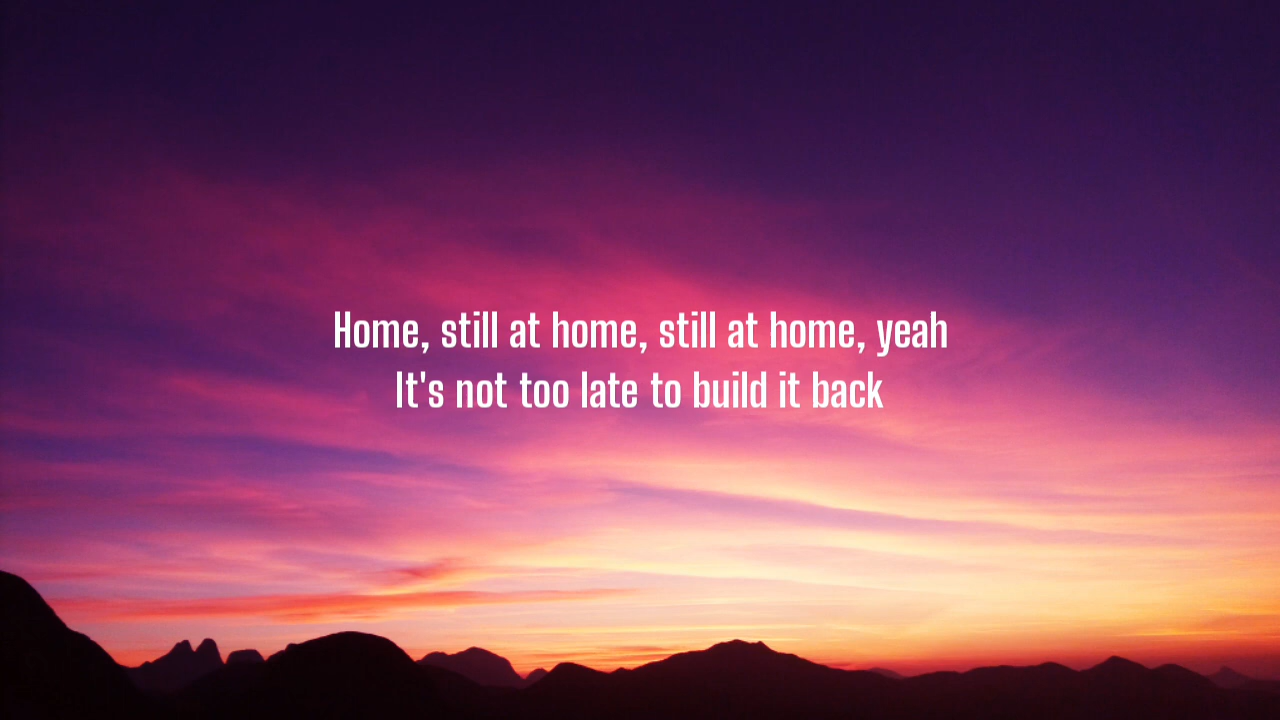 Home, still at home, still at home, yeah
It's not too late to build it back